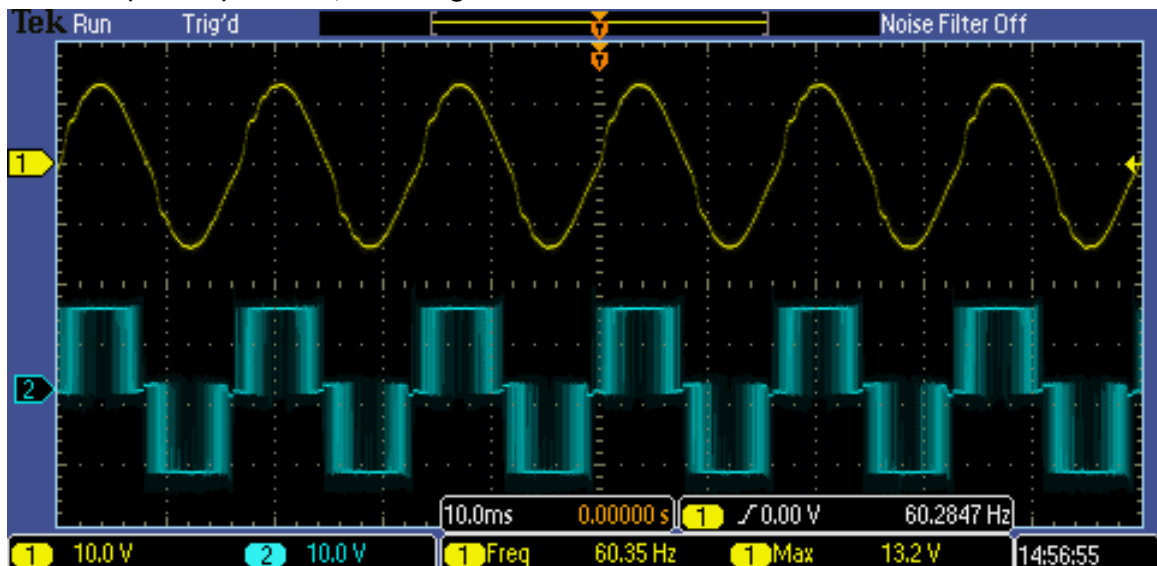 Tek Run Trig'd Noise Filter Off
T
T
1
2
10.0ms 0.00000 s 1 0.00 V 60.2847 Hz
1 10.0 V 2 10.0 V 1 Freq 60.35 Hz 1 Max 13.2 V 14:56:55